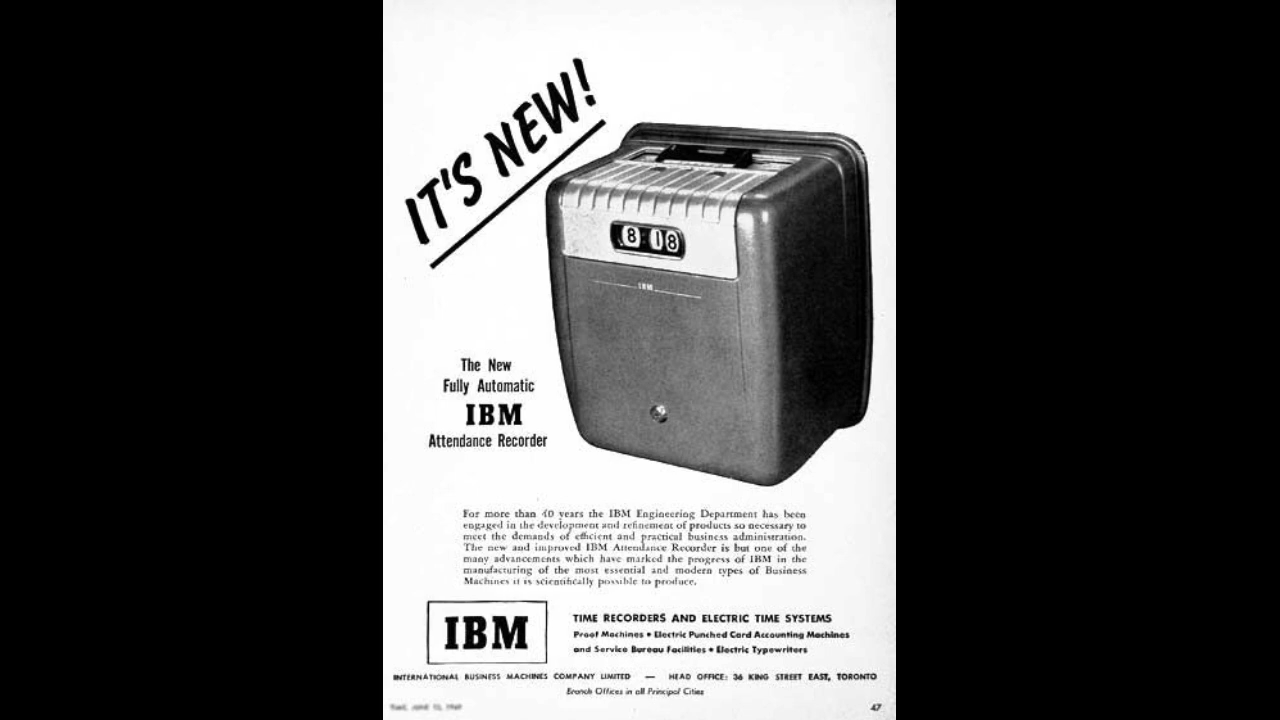 IT'S NEW!
8 18
IBM
The New
Fully Automatic
IBM
Attendance Recorder
For more than 40 years the IBM Engineering Department has been
engaged in the development and refinement of products so necessary to
meet the demands of efficient and practical business administration.
The new and improved IBM Attendance Recorder is but one of the
many advancements which have marked the progress of IBM in the
manufacturing of the most essential and modern types of Business
Machines it is scientifically possible to produce.
IBM
TIME RECORDERS AND ELECTRIC TIME SYSTEMS
Proof Machines • Electric Punched Card Accounting Machines
and Service Bureau Facilities • Electric Typewriters
INTERNATIONAL BUSINESS MACHINES COMPANY LIMITED — HEAD OFFICE: 36 KING STREET EAST, TORONTO
Branch Offices in all Principal Cities
47